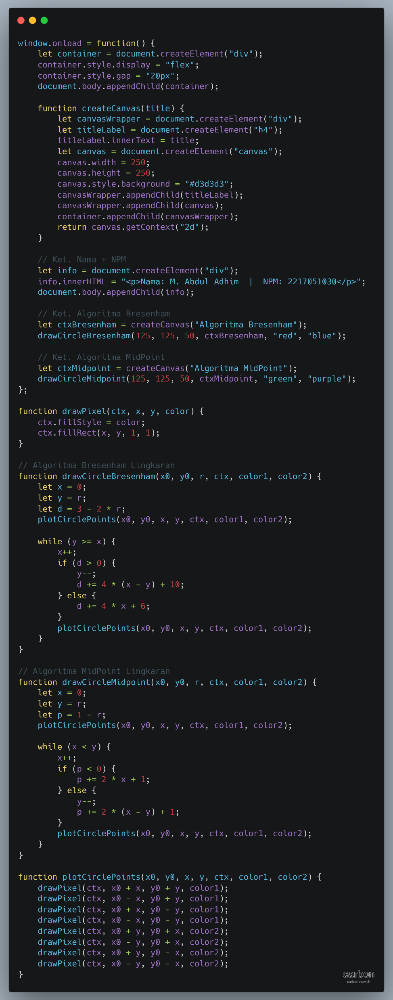 window.onload = function() {
    let container = document.createElement("div");
    container.style.display = "flex";
    container.style.gap = "20px";
    document.body.appendChild(container);

    function createCanvas(title) {
        let canvasWrapper = document.createElement("div");
        let titleLabel = document.createElement("h4");
        titleLabel.innerText = title;
        let canvas = document.createElement("canvas");
        canvas.width = 250;
        canvas.height = 250;
        canvas.style.background = "#d3d3d3";
        canvasWrapper.appendChild(titleLabel);
        canvasWrapper.appendChild(canvas);
        container.appendChild(canvasWrapper);
        return canvas.getContext("2d");
    }

    // Ket. Nama + NPM
    let info = document.createElement("div");
    info.innerHTML = "<p>Nama: M. Abdul Adhim  |  NPM: 2217051030</p>";
    document.body.appendChild(info);

    // Ket. Algoritma Bresenham
    let ctxBresenham = createCanvas("Algoritma Bresenham");
    drawCircleBresenham(125, 125, 50, ctxBresenham, "red", "blue");

    // Ket. Algoritma MidPoint
    let ctxMidpoint = createCanvas("Algoritma MidPoint");
    drawCircleMidpoint(125, 125, 50, ctxMidpoint, "green", "purple");
};

function drawPixel(ctx, x, y, color) {
    ctx.fillStyle = color;
    ctx.fillRect(x, y, 1, 1);
}

// Algoritma Bresenham Lingkaran
function drawCircleBresenham(x0, y0, r, ctx, color1, color2) {
    let x = 0;
    let y = r;
    let d = 3 - 2 * r;
    plotCirclePoints(x0, y0, x, y, ctx, color1, color2);

    while (y >= x) {
        x++;
        if (d > 0) {
            y--;
            d += 4 * (x - y) + 10;
        } else {
            d += 4 * x + 6;
        }
        plotCirclePoints(x0, y0, x, y, ctx, color1, color2);
    }
}

// Algoritma MidPoint Lingkaran
function drawCircleMidpoint(x0, y0, r, ctx, color1, color2) {
    let x = 0;
    let y = r;
    let p = 1 - r;
    plotCirclePoints(x0, y0, x, y, ctx, color1, color2);

    while (x < y) {
        x++;
        if (p < 0) {
            p += 2 * x + 1;
        } else {
            y--;
            p += 2 * (x - y) + 1;
        }
        plotCirclePoints(x0, y0, x, y, ctx, color1, color2);
    }
}

function plotCirclePoints(x0, y0, x, y, ctx, color1, color2) {
    drawPixel(ctx, x0 + x, y0 + y, color1);
    drawPixel(ctx, x0 - x, y0 + y, color1);
    drawPixel(ctx, x0 + x, y0 - y, color1);
    drawPixel(ctx, x0 - x, y0 - y, color1);
    drawPixel(ctx, x0 + y, y0 + x, color2);
    drawPixel(ctx, x0 - y, y0 + x, color2);
    drawPixel(ctx, x0 + y, y0 - x, color2);
    drawPixel(ctx, x0 - y, y0 - x, color2);
}
carbon
carbon.now.sh